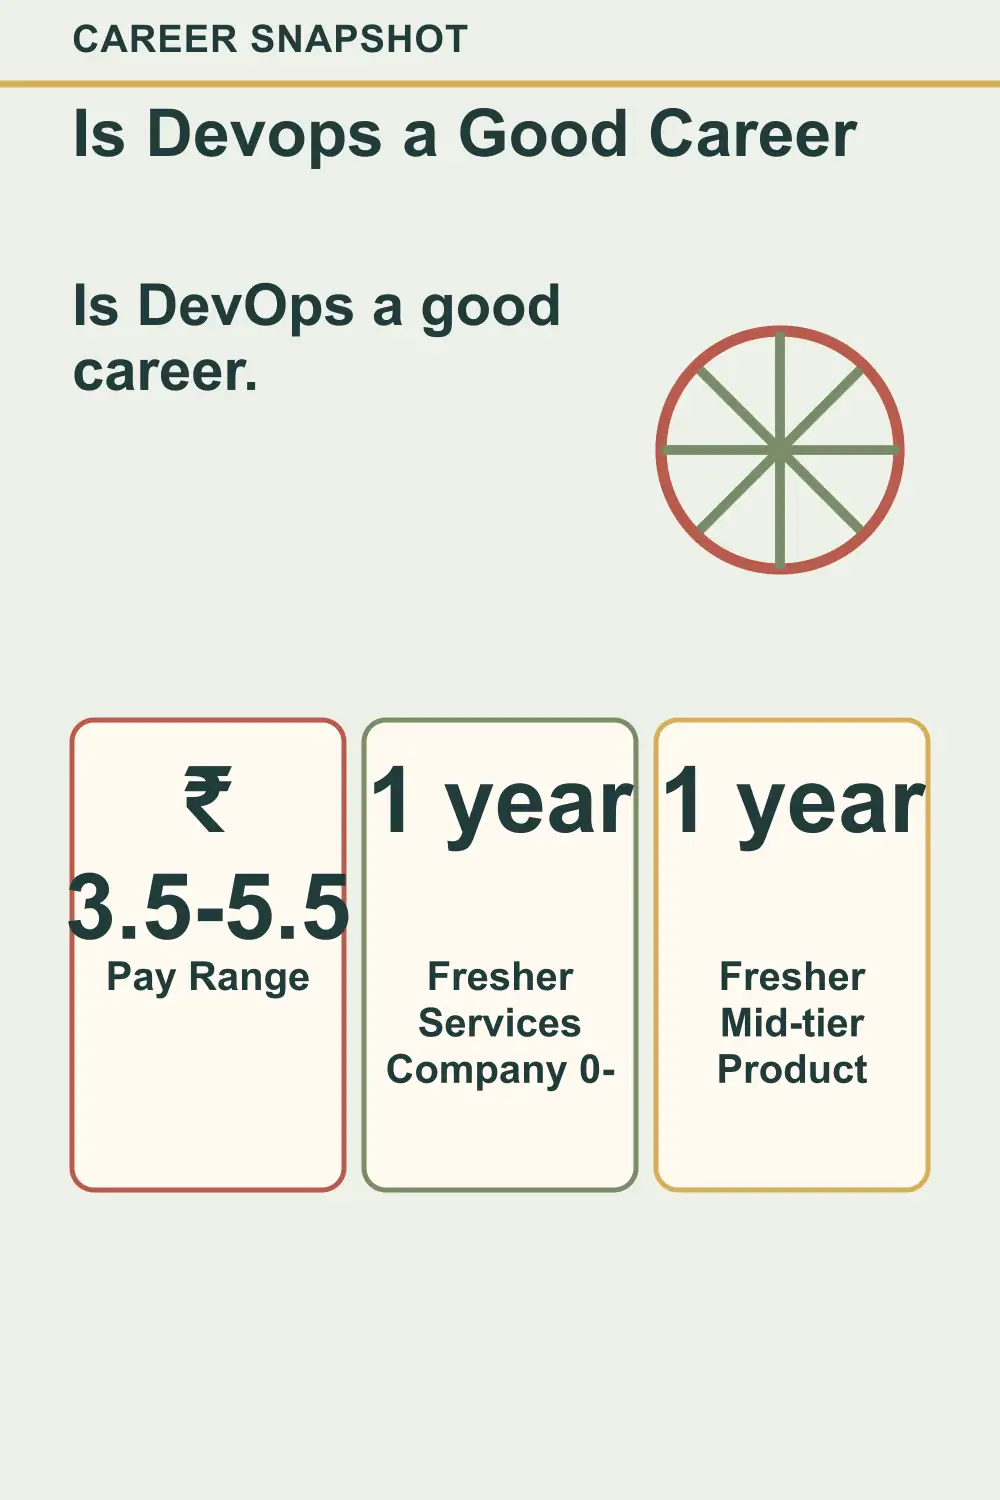 CAREER SNAPSHOT
Is Devops a Good Career
Is DevOps a good
career.
₹
3.5-5.5
Pay Range
1 year
Fresher
Services
Company 0-
1 year
Fresher
Mid-tier
Product